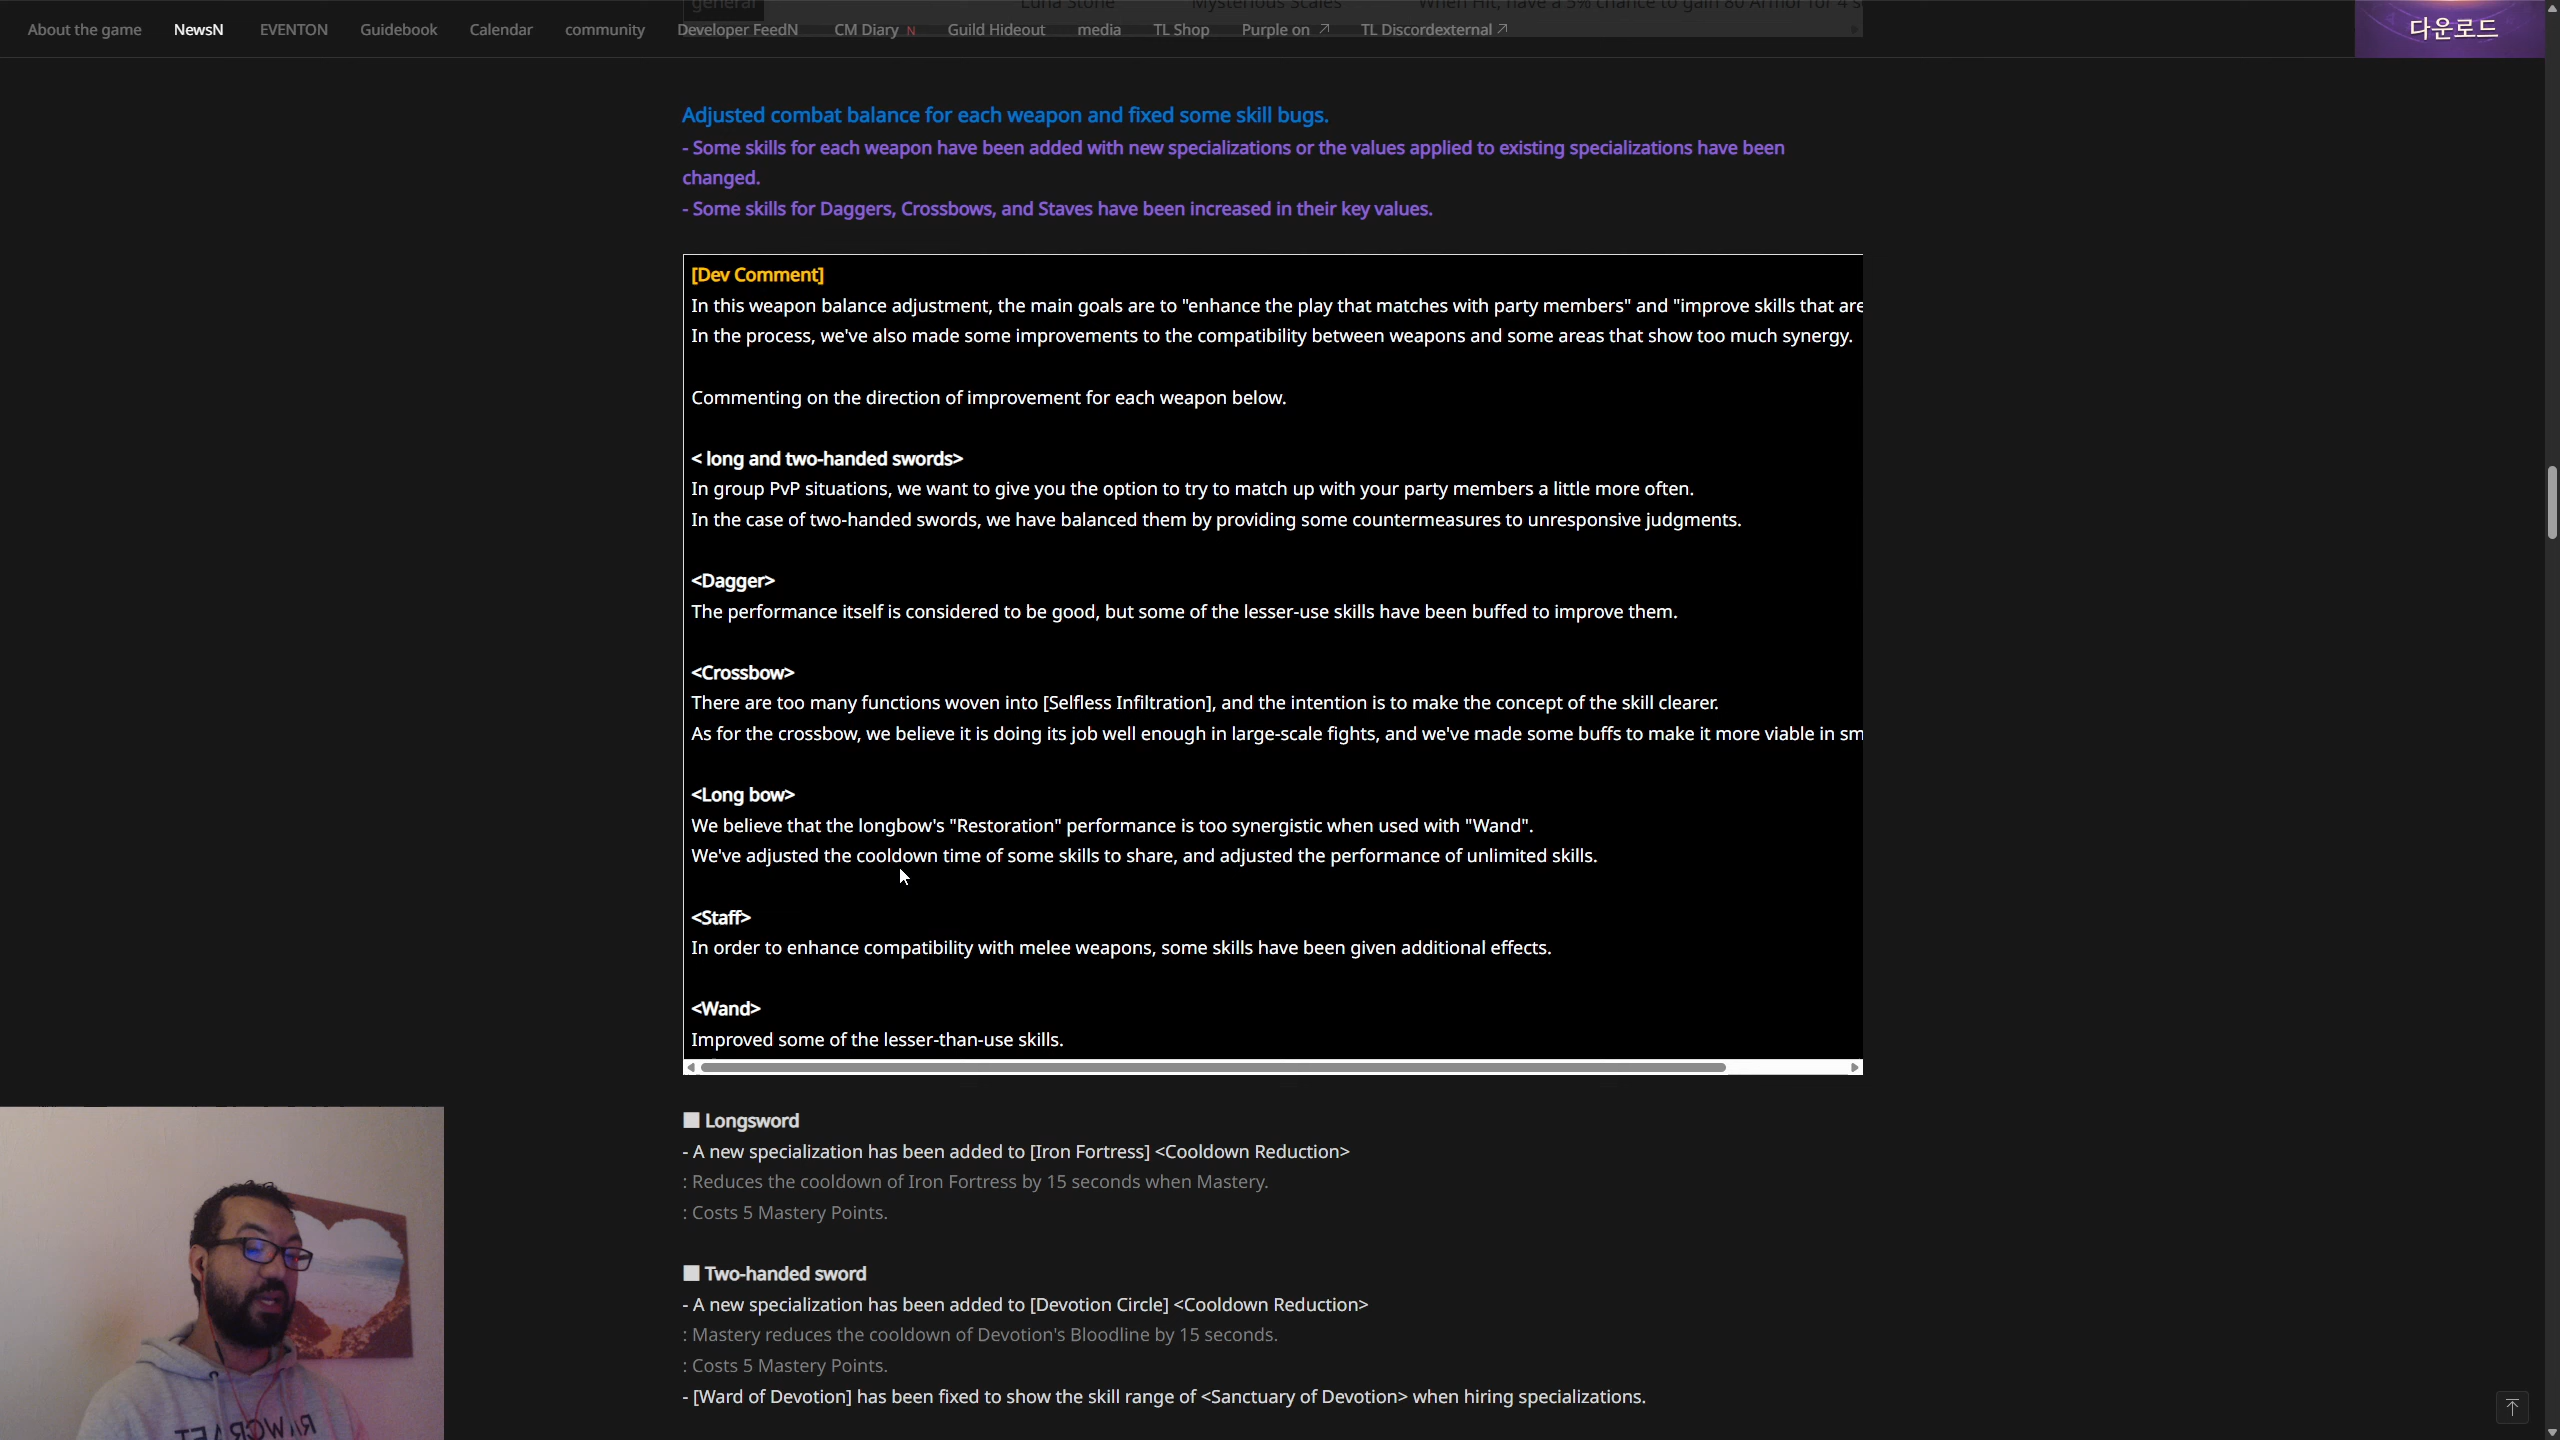 general
Luna Stone Mysterious Scales When Hit, have a 5% chance to gain 80 Armor for 4 s
About the game NewsN EVENTON Guidebook Calendar community Developer FeedN CM Diary N Guild Hideout media TL Shop Purple on TL Discordexternal 다운로드
Adjusted combat balance for each weapon and fixed some skill bugs.
- Some skills for each weapon have been added with new specializations or the values applied to existing specializations have been
changed.
- Some skills for Daggers, Crossbows, and Staves have been increased in their key values.
[Dev Comment]
In this weapon balance adjustment, the main goals are to "enhance the play that matches with party members" and "improve skills that are
In the process, we've also made some improvements to the compatibility between weapons and some areas that show too much synergy.
Commenting on the direction of improvement for each weapon below.
< long and two-handed swords>
In group PvP situations, we want to give you the option to try to match up with your party members a little more often.
In the case of two-handed swords, we have balanced them by providing some countermeasures to unresponsive judgments.
<Dagger>
The performance itself is considered to be good, but some of the lesser-use skills have been buffed to improve them.
<Crossbow>
There are too many functions woven into [Selfless Infiltration], and the intention is to make the concept of the skill clearer.
As for the crossbow, we believe it is doing its job well enough in large-scale fights, and we've made some buffs to make it more viable in sm
<Long bow>
We believe that the longbow's "Restoration" performance is too synergistic when used with "Wand".
We've adjusted the cooldown time of some skills to share, and adjusted the performance of unlimited skills.
<Staff>
In order to enhance compatibility with melee weapons, some skills have been given additional effects.
<Wand>
Improved some of the lesser-than-use skills.
■ Longsword
- A new specialization has been added to [Iron Fortress] <Cooldown Reduction>
: Reduces the cooldown of Iron Fortress by 15 seconds when Mastery.
: Costs 5 Mastery Points.
■ Two-handed sword
- A new specialization has been added to [Devotion Circle] <Cooldown Reduction>
: Mastery reduces the cooldown of Devotion's Bloodline by 15 seconds.
: Costs 5 Mastery Points.
- [Ward of Devotion] has been fixed to show the skill range of <Sanctuary of Devotion> when hiring specializations.